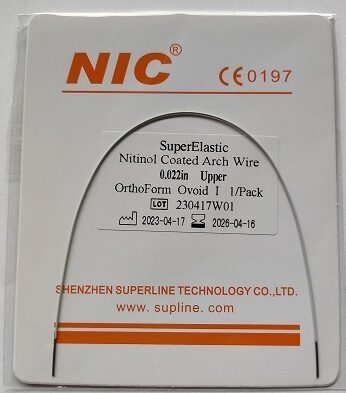 NIC®
CE 0197
SuperElastic
Nitinol Coated Arch Wire
0.022in Upper
OrthoForm Ovoid I 1/Pack
LOT 230417W01
2023-04-17 2026-04-16
SHENZHEN SUPERLINE TECHNOLOGY CO.,LTD.
www. supline. com